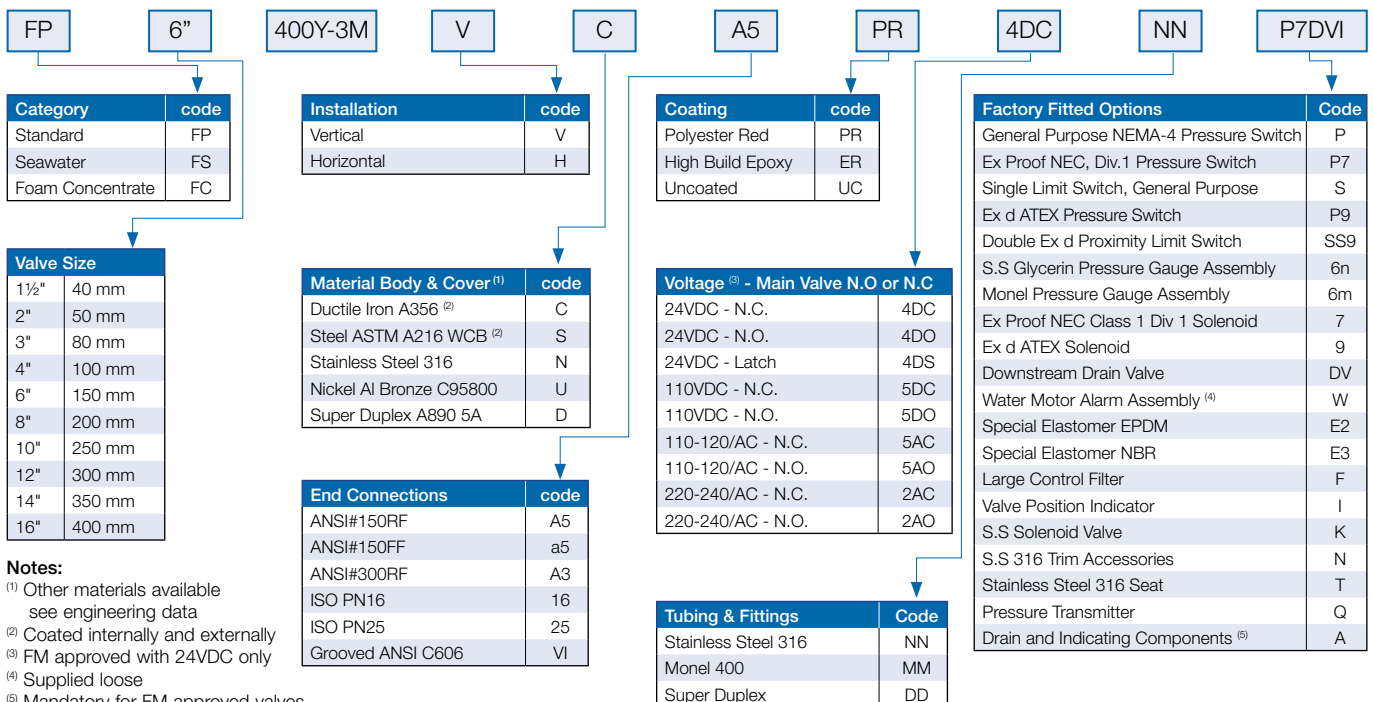 FP 6” 400Y-3M V C A5 PR 4DC NN P7DVI
Category code
Standard FP
Seawater FS
Foam Concentrate FC
Valve Size
1½" 40 mm
2" 50 mm
3" 80 mm
4" 100 mm
6" 150 mm
8" 200 mm
10" 250 mm
12" 300 mm
14" 350 mm
16" 400 mm
Notes:
(1) Other materials available
see engineering data
(2) Coated internally and externally
(3) FM approved with 24VDC only
(4) Supplied loose
(5) Mandatory for FM approved valves
Installation code
Vertical V
Horizontal H
Material Body & Cover (1) code
Ductile Iron A356 (2) C
Steel ASTM A216 WCB (2) S
Stainless Steel 316 N
Nickel Al Bronze C95800 U
Super Duplex A890 5A D
End Connections code
ANSI#150RF A5
ANSI#150FF a5
ANSI#300RF A3
ISO PN16 16
ISO PN25 25
Grooved ANSI C606 VI
Coating code
Polyester Red PR
High Build Epoxy ER
Uncoated UC
Voltage (3) - Main Valve N.O or N.C
24VDC - N.C. 4DC
24VDC - N.O. 4DO
24VDC - Latch 4DS
110VDC - N.C. 5DC
110VDC - N.O. 5DO
110-120/AC - N.C. 5AC
110-120/AC - N.O. 5AO
220-240/AC - N.C. 2AC
220-240/AC - N.O. 2AO
Tubing & Fittings Code
Stainless Steel 316 NN
Monel 400 MM
Super Duplex DD
Factory Fitted Options Code
General Purpose NEMA-4 Pressure Switch P
Ex Proof NEC, Div.1 Pressure Switch P7
Single Limit Switch, General Purpose S
Ex d ATEX Pressure Switch P9
Double Ex d Proximity Limit Switch SS9
S.S Glycerin Pressure Gauge Assembly 6n
Monel Pressure Gauge Assembly 6m
Ex Proof NEC Class 1 Div 1 Solenoid 7
Ex d ATEX Solenoid 9
Downstream Drain Valve DV
Water Motor Alarm Assembly (4) W
Special Elastomer EPDM E2
Special Elastomer NBR E3
Large Control Filter F
Valve Position Indicator I
S.S Solenoid Valve K
S.S 316 Trim Accessories N
Stainless Steel 316 Seat T
Pressure Transmitter Q
Drain and Indicating Components (5) A